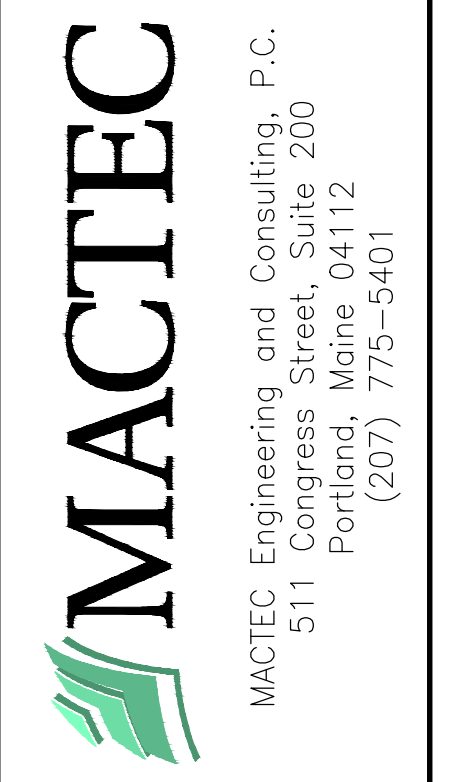 MACTEC
MACTEC Engineering and Consulting, P.C.
511 Congress Street, Suite 200
Portland, Maine 04112
(207) 775-5401